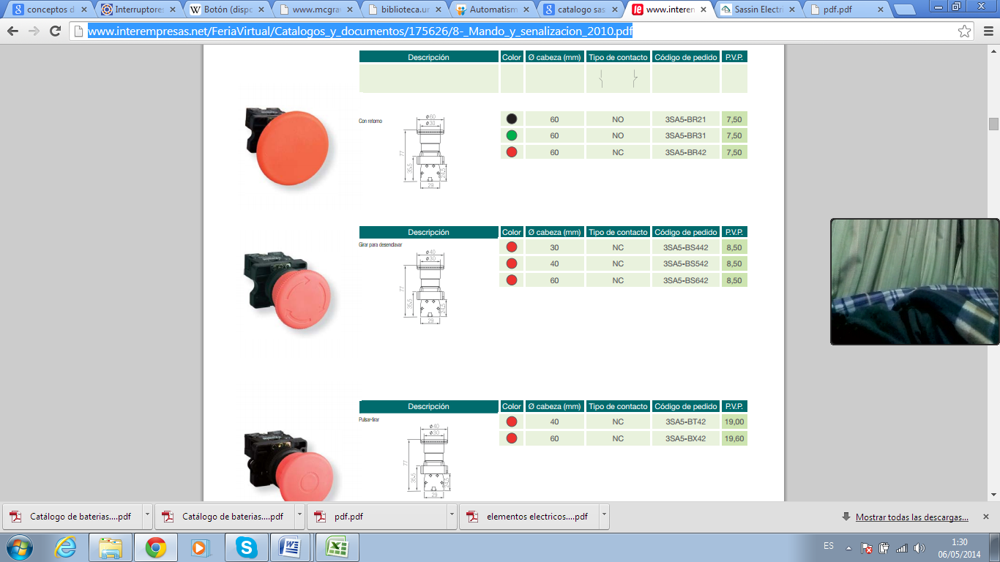 conceptos d
Interruptores
Botón (dispo
www.mcgra
biblioteca.ur
Automatism
catalogo sas
www.interem
Sassin Electri
pdf.pdf
www.interempresas.net/FeriaVirtual/Catalogos_y_documentos/175626/8-_Mando_y_senalizacion_2010.pdf
Descripción Color Ø cabeza (mm) Tipo de contacto Código de pedido P.V.P.
Con retorno
ø60
ø30
77
35,5
24,5
29
60 NO 3SA5-BR21 7,50
60 NO 3SA5-BR31 7,50
60 NC 3SA5-BR42 7,50
Descripción Color Ø cabeza (mm) Tipo de contacto Código de pedido P.V.P.
Girar para desenclavar
ø40
ø30
77
35,5
24,5
29
30 NC 3SA5-BS442 8,50
40 NC 3SA5-BS542 8,50
60 NC 3SA5-BS642 8,50
Descripción Color Ø cabeza (mm) Tipo de contacto Código de pedido P.V.P.
Pulsar-tirar
ø40
ø30
77
35,5
24,5
29
40 NC 3SA5-BT42 19,00
60 NC 3SA5-BX42 19,60
Catálogo de baterias....pdf
Catálogo de baterias....pdf
pdf.pdf
elementos electricos....pdf
Mostrar todas las descargas...
ES
1:30
06/05/2014